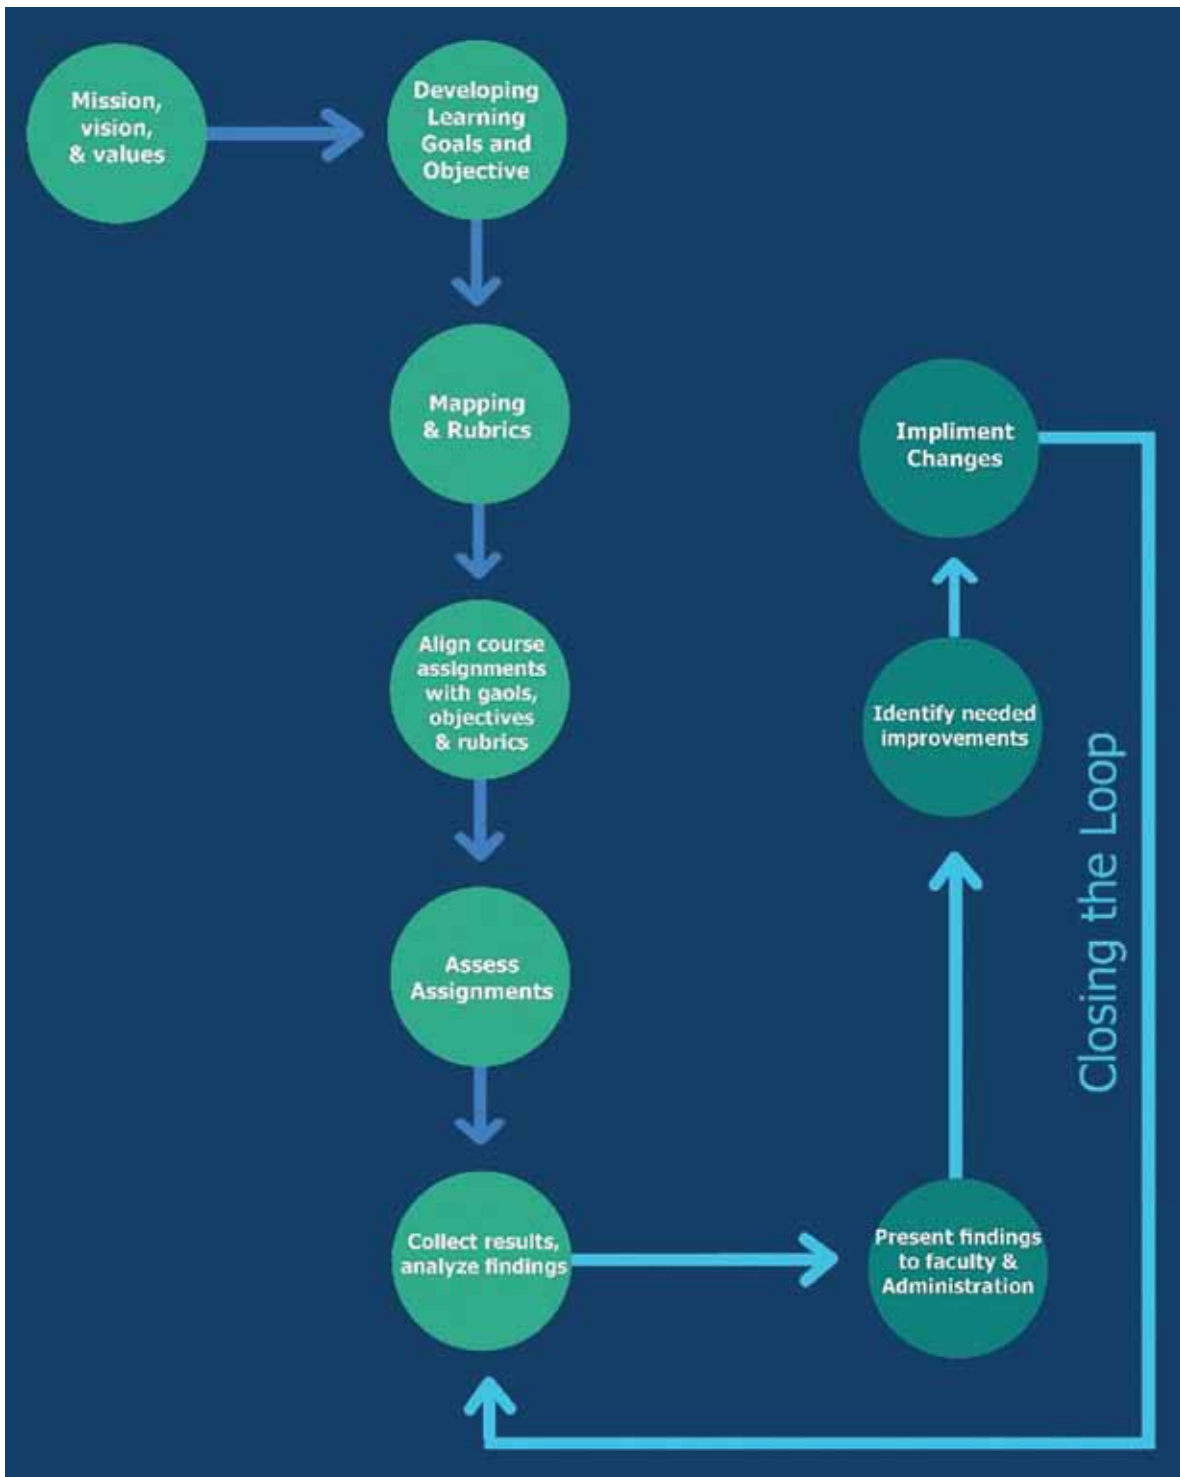 Mission,
vision,
& values
Developing
Learning
Goals and
Objective
Mapping
& Rubrics
Align course
assignments
with gaols,
objectives
& rubrics
Assess
Assignments
Collect results,
analyze findings
Present findings
to faculty &
Administration
Identify needed
improvements
Impliment
Changes
Closing the Loop